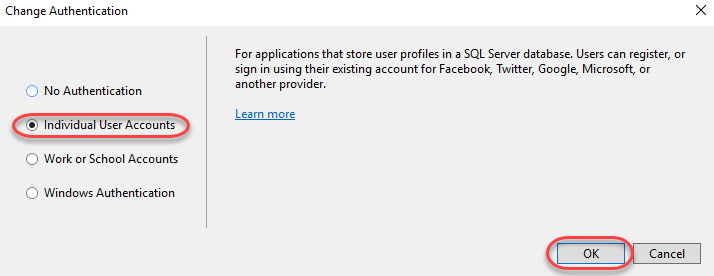 Change Authentication
For applications that store user profiles in a SQL Server database. Users can register, or
sign in using their existing account for Facebook, Twitter, Google, Microsoft, or
another provider.
Learn more
No Authentication
Individual User Accounts
Work or School Accounts
Windows Authentication
OK
Cancel